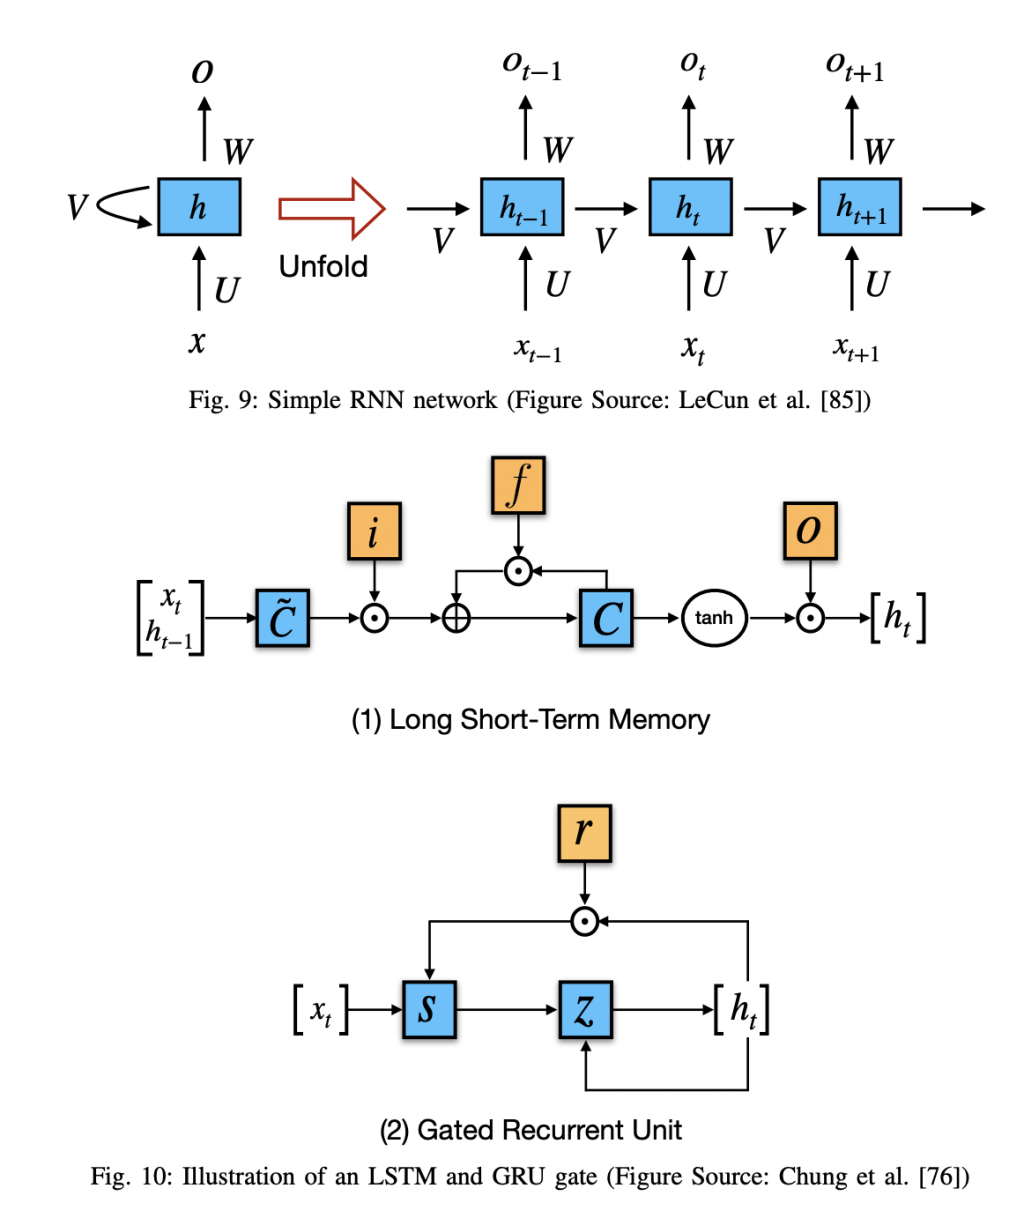 o o_{t−1} o_t o_{t+1}
W W W W
V h h_{t−1} h_t h_{t+1}
V V V
Unfold
U U U U
x x_{t−1} x_t x_{t+1}
Fig. 9: Simple RNN network (Figure Source: LeCun et al. [85])
f
i o
[x_t h_{t−1}] C̃ C tanh [h_t]
(1) Long Short-Term Memory
r
[x_t] s z [h_t]
(2) Gated Recurrent Unit
Fig. 10: Illustration of an LSTM and GRU gate (Figure Source: Chung et al. [76])